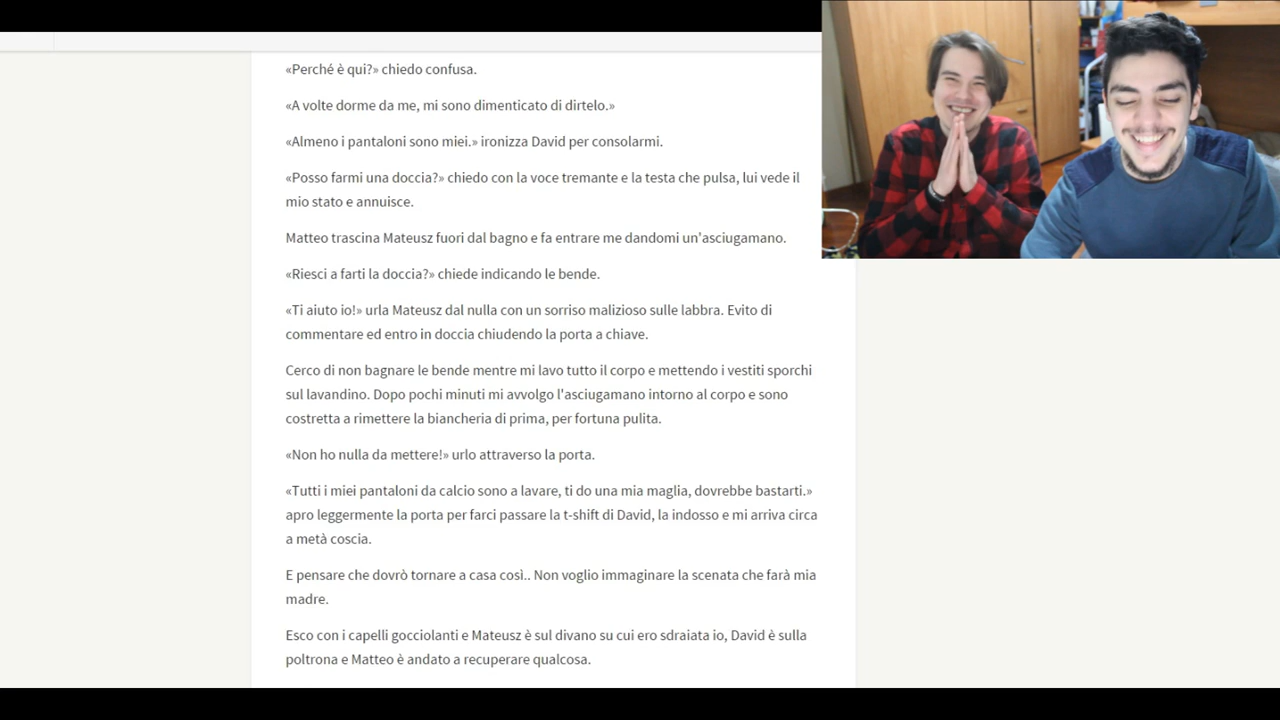 «Perché è qui?» chiedo confusa.
«A volte dorme da me, mi sono dimenticato di dirtelo.»
«Almeno i pantaloni sono miei.» ironizza David per consolarmi.
«Posso farmi una doccia?» chiedo con la voce tremante e la testa che pulsa, lui vede il
mio stato e annuisce.
Matteo trascina Mateusz fuori dal bagno e fa entrare me dandomi un'asciugamano.
«Riesci a farti la doccia?» chiede indicando le bende.
«Ti aiuto io!» urla Mateusz dal nulla con un sorriso malizioso sulle labbra. Evito di
commentare ed entro in doccia chiudendo la porta a chiave.
Cerco di non bagnare le bende mentre mi lavo tutto il corpo e mettendo i vestiti sporchi
sul lavandino. Dopo pochi minuti mi avvolgo l'asciugamano intorno al corpo e sono
costretta a rimettere la biancheria di prima, per fortuna pulita.
«Non ho nulla da mettere!» urlo attraverso la porta.
«Tutti i miei pantaloni da calcio sono a lavare, ti do una mia maglia, dovrebbe bastarti.»
apro leggermente la porta per farci passare la t-shift di David, la indosso e mi arriva circa
a metà coscia.
E pensare che dovrò tornare a casa così.. Non voglio immaginare la scenata che farà mia
madre.
Esco con i capelli gocciolanti e Mateusz è sul divano su cui ero sdraiata io, David è sulla
poltrona e Matteo è andato a recuperare qualcosa.